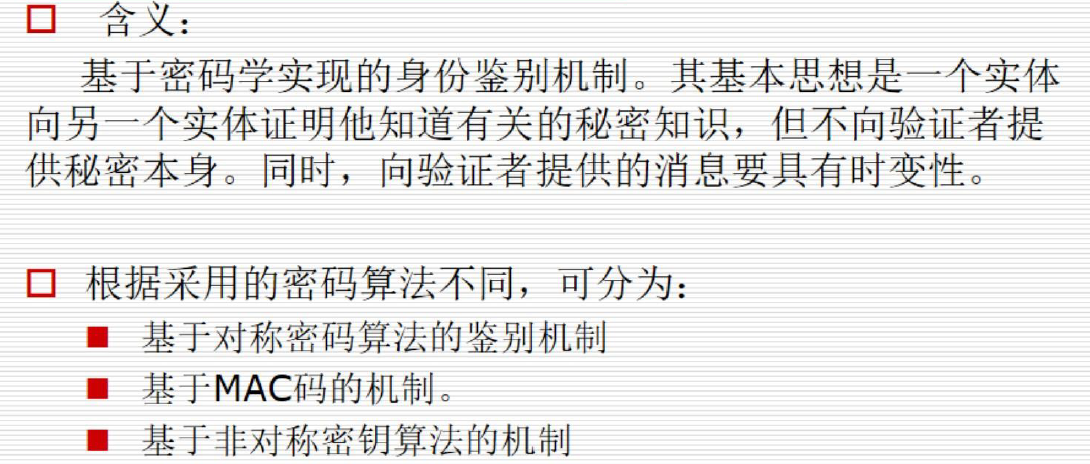 含义：
基于密码学实现的身份鉴别机制。其基本思想是一个实体
向另一个实体证明他知道有关的秘密知识，但不向验证者提
供秘密本身。同时，向验证者提供的消息要具有时变性。
根据采用的密码算法不同，可分为：
基于对称密码算法的鉴别机制
基于MAC码的机制。
基于非对称密钥算法的机制